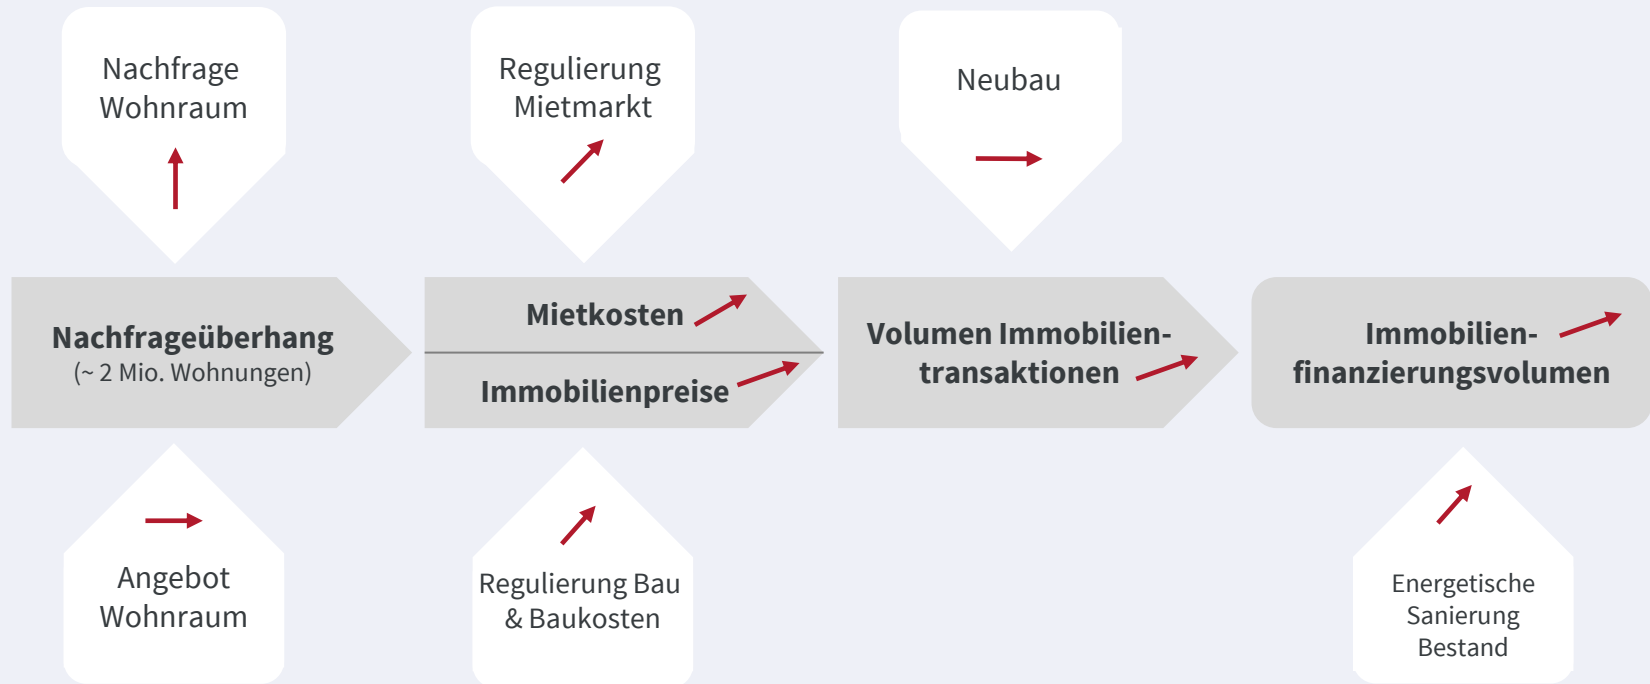 Nachfrage
Wohnraum
Regulierung
Mietmarkt
Neubau
Nachfrageüberhang
(~ 2 Mio. Wohnungen)
Mietkosten
Immobilienpreise
Volumen Immobilien-
transaktionen
Immobilien-
finanzierungsvolumen
Angebot
Wohnraum
Regulierung Bau
& Baukosten
Energetische
Sanierung
Bestand